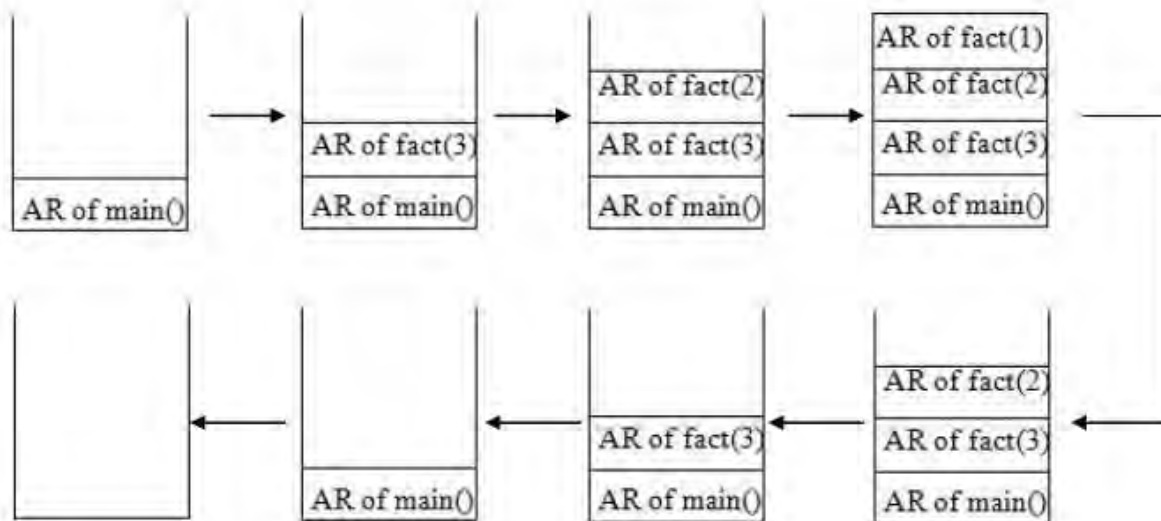 AR of main()
AR of fact(3)
AR of main()
AR of fact(2)
AR of fact(3)
AR of main()
AR of fact(1)
AR of fact(2)
AR of fact(3)
AR of main()
AR of main()
AR of fact(3)
AR of main()
AR of fact(2)
AR of fact(3)
AR of main()